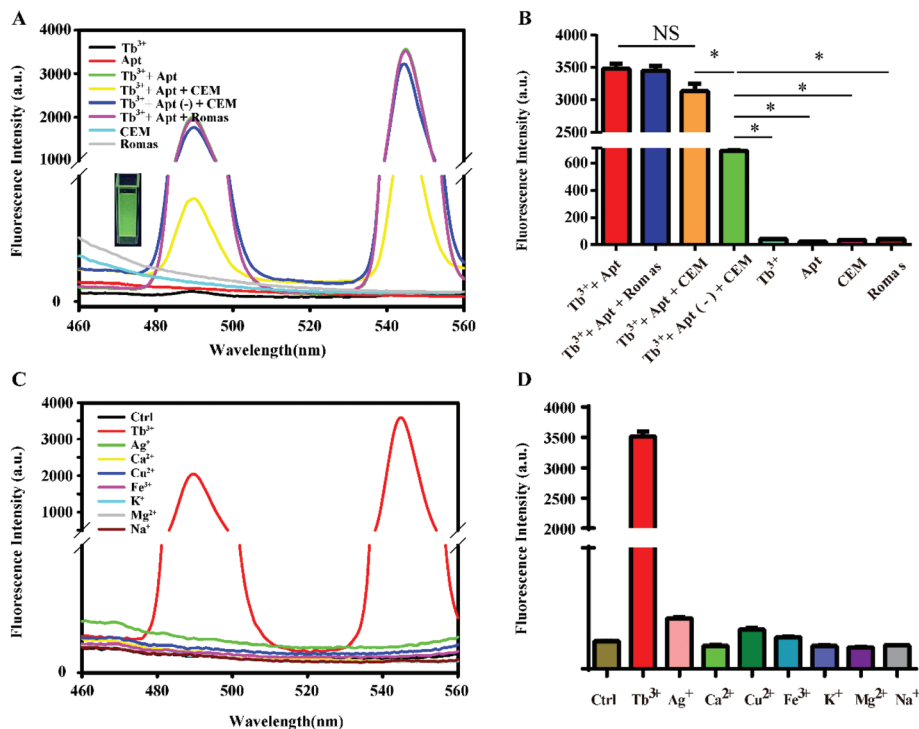 A
Fluorescence Intensity (a.u.)
4000
3000
2000
1000
0
Tb³⁺
Apt
Tb³⁺+ Apt
Tb³⁺+ Apt + CEM
Tb³⁺+ Apt (-) + CEM
Tb³⁺+ Apt + Romas
CEM
Romas
460 480 500 520 540 560
Wavelength(nm)
B
Fluorescence Intensity (a.u.)
4000
3500
3000
2500
600
400
200
0
NS
*
*
*
*
*
Tb³⁺+ Apt
Tb³⁺+ Apt + Romas
Tb³⁺+ Apt + CEM
Tb³⁺+ Apt (-) + CEM
Tb³⁺
Apt
CEM
Romas
C
Fluorescence Intensity (a.u.)
4000
3000
2000
1000
0
Ctrl
Tb³⁺
Ag⁺
Ca²⁺
Cu²⁺
Fe³⁺
K⁺
Mg²⁺
Na⁺
460 480 500 520 540 560
Wavelength(nm)
D
Fluorescence Intensity (a.u.)
4000
3500
3000
2500
2000
Ctrl Tb³⁺ Ag⁺ Ca²⁺ Cu²⁺ Fe³⁺ K⁺ Mg²⁺ Na⁺